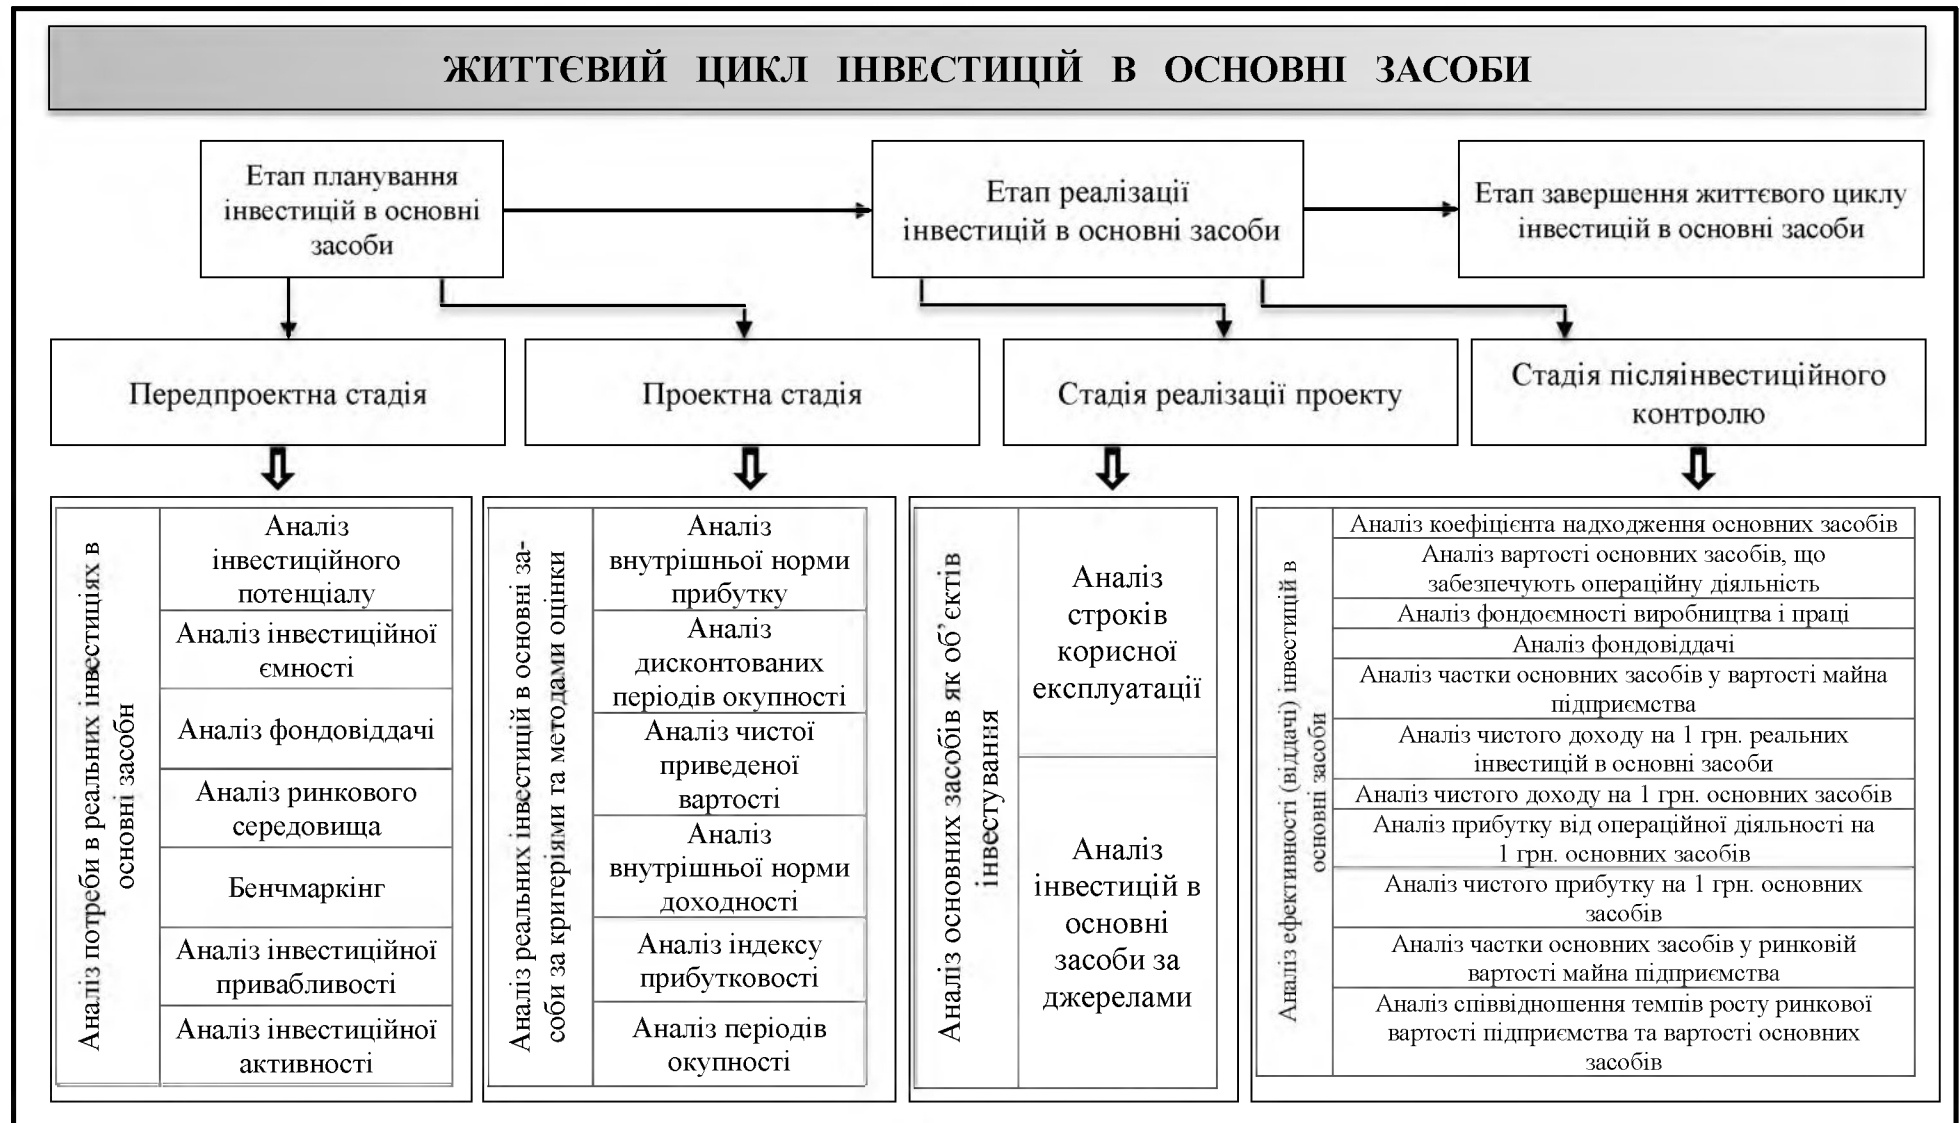 ЖИТТЄВИЙ ЦИКЛ ІНВЕСТИЦІЙ В ОСНОВНІ ЗАСОБИ
Етап планування
інвестицій в основні
засоби
Етап реалізації
інвестицій в основні засоби
Етап завершення життєвого циклу
інвестицій в основні засоби
Передпроектна стадія
Проектна стадія
Стадія реалізації проекту
Стадія післяінвестиційного
контролю
Аналіз потреби в реальних інвестиціях в
основні засоби
Аналіз
інвестиційного
потенціалу
Аналіз інвестиційної
ємності
Аналіз фондовіддачі
Аналіз ринкового
середовища
Бенчмаркінг
Аналіз інвестиційної
привабливості
Аналіз інвестиційної
активності
Аналіз реальних інвестицій в основні за-
соби за критеріями та методами оцінки
Аналіз
внутрішньої норми
прибутку
Аналіз
дисконтованих
періодів окупності
Аналіз чистої
приведеної
вартості
Аналіз
внутрішньої норми
доходності
Аналіз індексу
прибутковості
Аналіз періодів
окупності
Аналіз основних засобів як об’єктів
інвестування
Аналіз
строків
корисної
експлуатації
Аналіз
інвестицій в
основні
засоби за
джерелами
Аналіз ефективності (віддачі) інвестицій в
основні засоби
Аналіз коефіцієнта надходження основних засобів
Аналіз вартості основних засобів, що
забезпечують операційну діяльність
Аналіз фондоємності виробництва і праці
Аналіз фондовіддачі
Аналіз частки основних засобів у вартості майна
підприємства
Аналіз чистого доходу на 1 грн. реальних
інвестицій в основні засоби
Аналіз чистого доходу на 1 грн. основних засобів
Аналіз прибутку від операційної діяльності на
1 грн. основних засобів
Аналіз чистого прибутку на 1 грн. основних
засобів
Аналіз частки основних засобів у ринковій
вартості майна підприємства
Аналіз співвідношення темпів росту ринкової
вартості підприємства та вартості основних
засобів